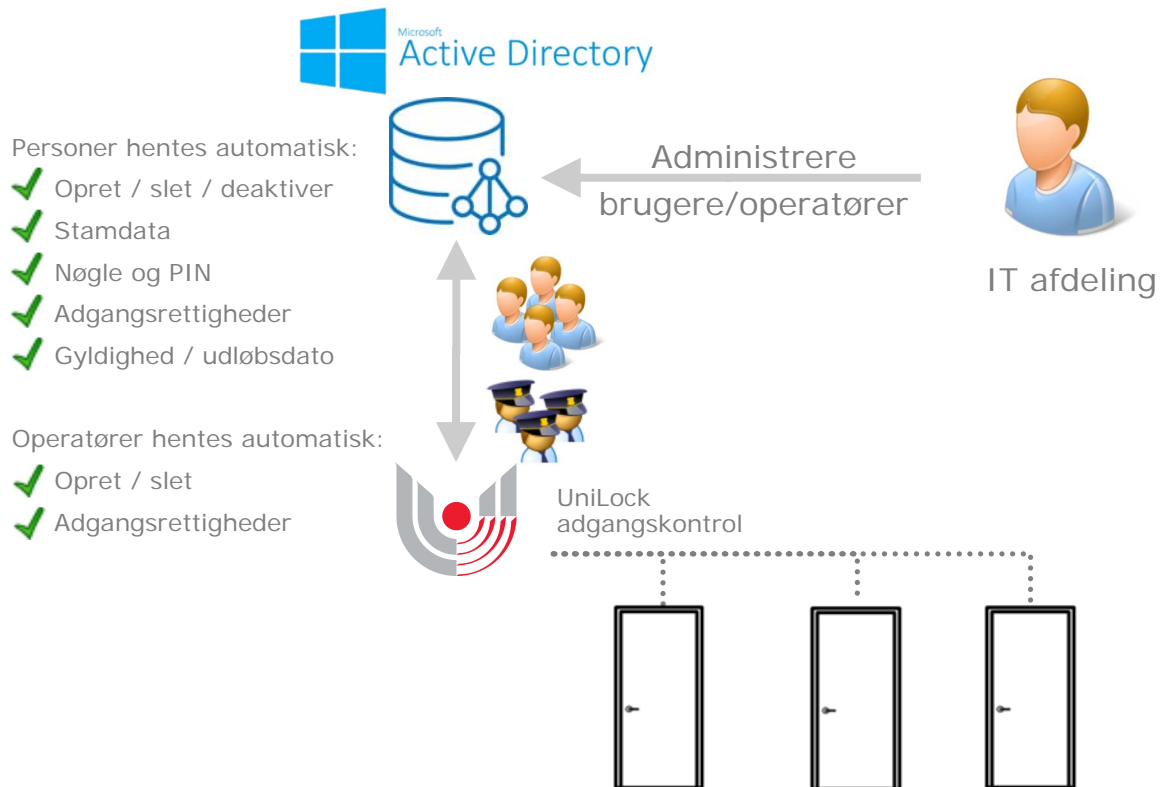 Microsoft
Active Directory
Personer hentes automatisk:
Opret / slet / deaktiver
Stamdata
Nøgle og PIN
Adgangsrettigheder
Gyldighed / udløbsdato
Administrere
brugere/operatører
IT afdeling
Operatører hentes automatisk:
Opret / slet
Adgangsrettigheder
UniLock
adgangskontrol